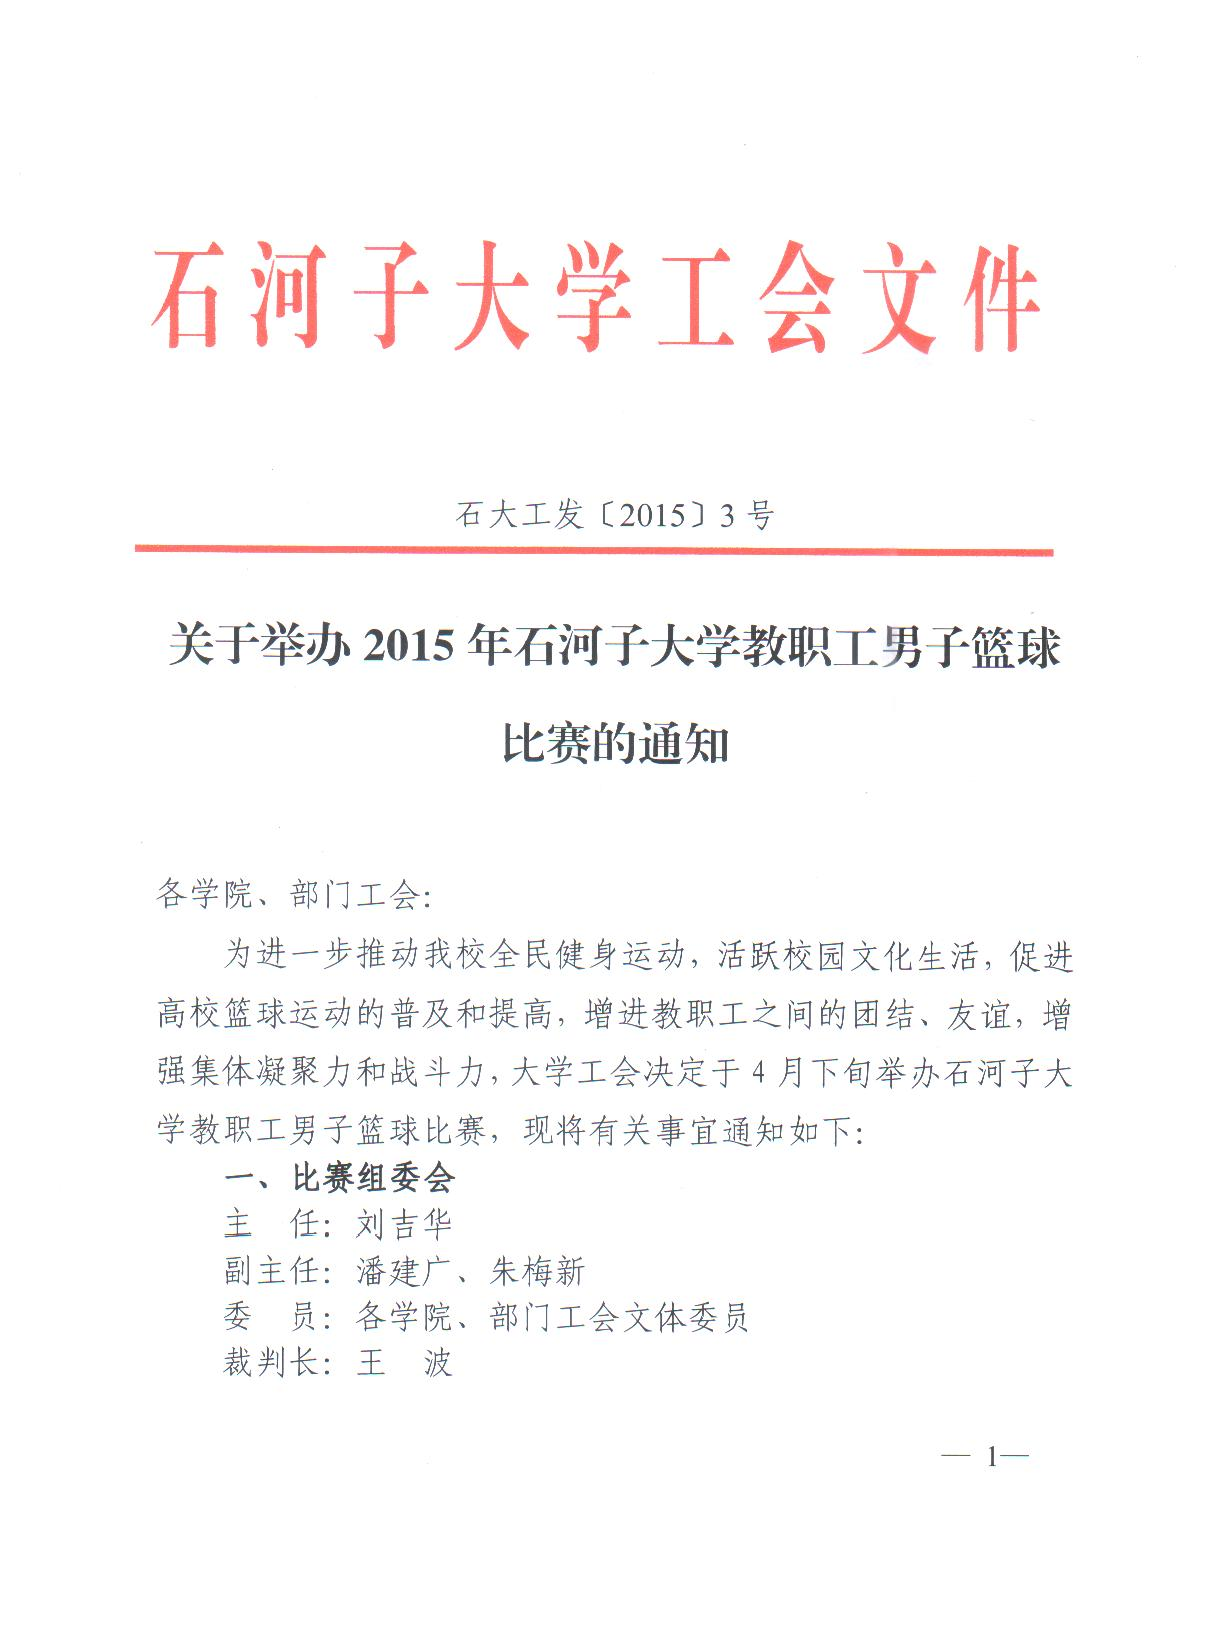 石河子大学工会文件
石大工发〔2015〕3 号
关于举办 2015 年石河子大学教职工男子篮球
比赛的通知
各学院、部门工会：
为进一步推动我校全民健身运动，活跃校园文化生活，促进
高校篮球运动的普及和提高，增进教职工之间的团结、友谊，增
强集体凝聚力和战斗力，大学工会决定于 4 月下旬举办石河子大
学教职工男子篮球比赛，现将有关事宜通知如下：
一、比赛组委会
主　任：刘吉华
副主任：潘建广、朱梅新
委　员：各学院、部门工会文体委员
裁判长：王　波
— 1—